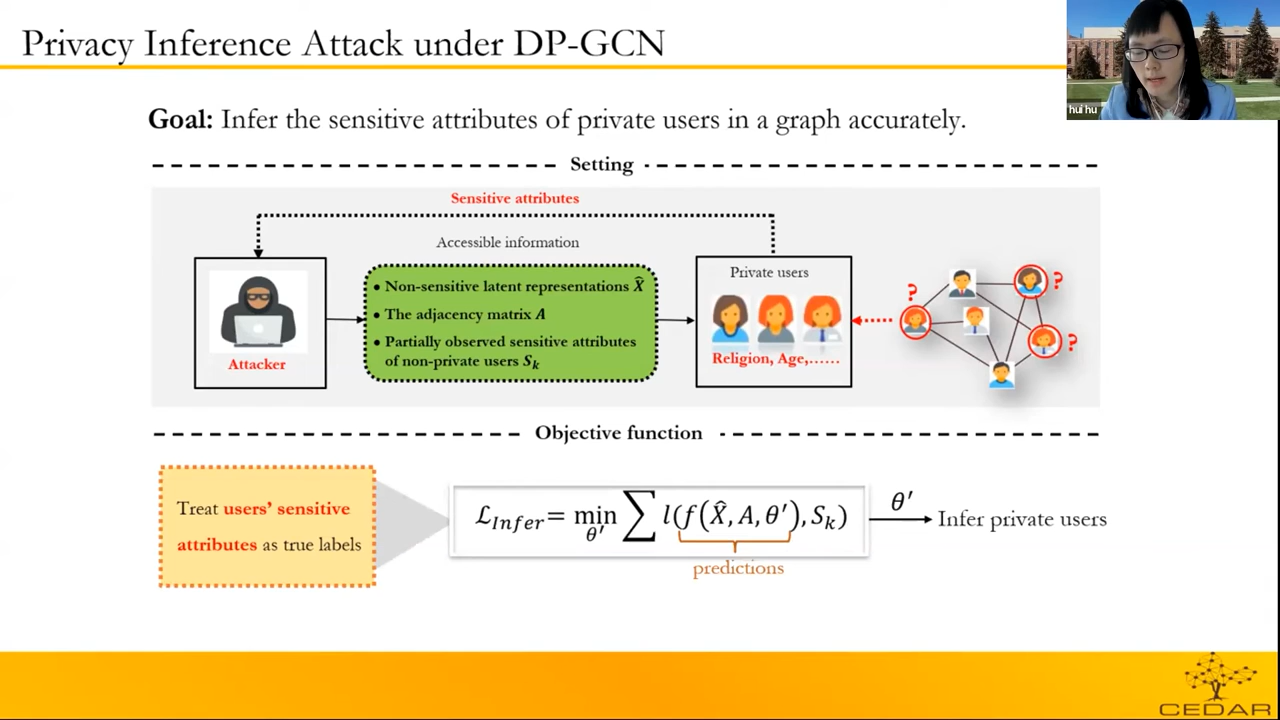 Privacy Inference Attack under DP-GCN
hui hu
Goal: Infer the sensitive attributes of private users in a graph accurately.
Setting
Sensitive attributes
Accessible information
Attacker
• Non-sensitive latent representations X̂
• The adjacency matrix A
• Partially observed sensitive attributes
of non-private users Sₖ
Private users
Religion, Age,......
?
?
?
Objective function
Treat users' sensitive
attributes as true labels
ℒ_Infer = min_θ′ ∑ l(f(X̂, A, θ′), Sₖ)
predictions
θ′
Infer private users
CEDAR